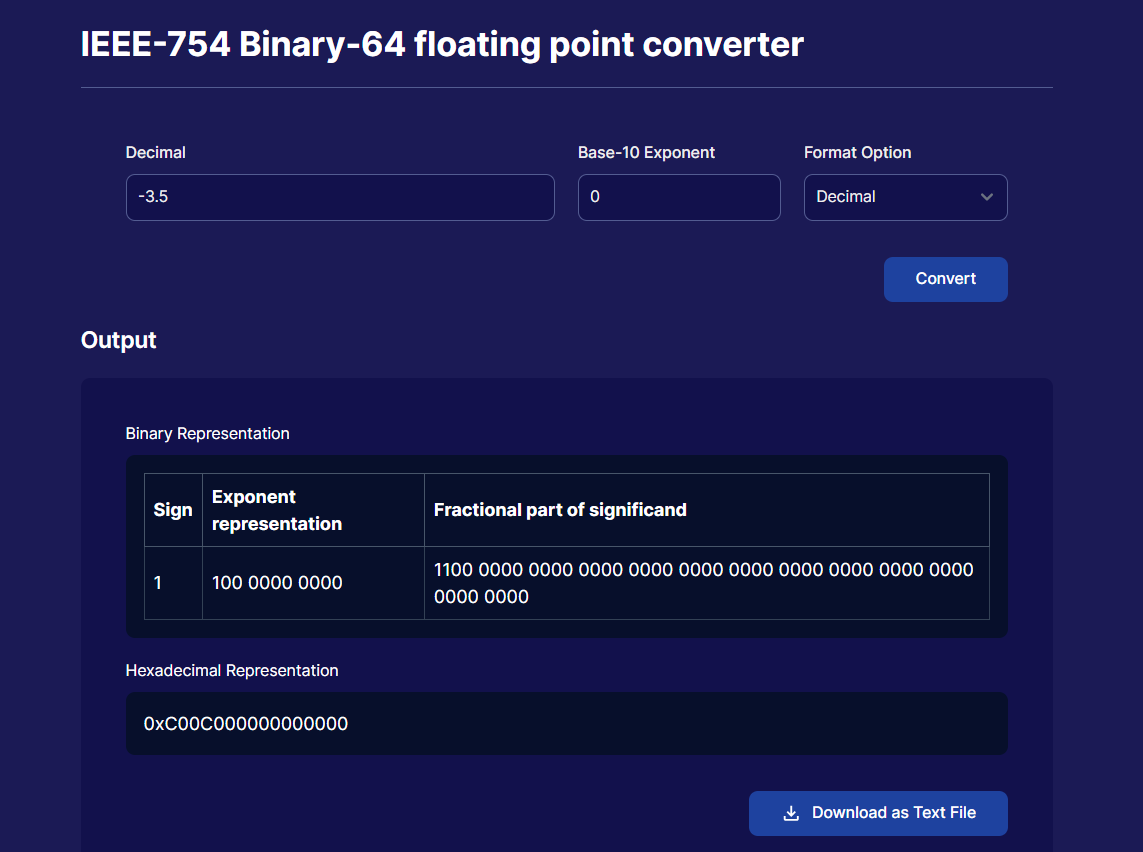 IEEE-754 Binary-64 floating point converter
Decimal
Base-10 Exponent
Format Option
-3.5
0
Decimal
Convert
Output
Binary Representation
Sign
Exponent
representation
Fractional part of significand
1
100 0000 0000
1100 0000 0000 0000 0000 0000 0000 0000 0000 0000 0000
0000 0000
Hexadecimal Representation
0xC00C000000000000
Download as Text File